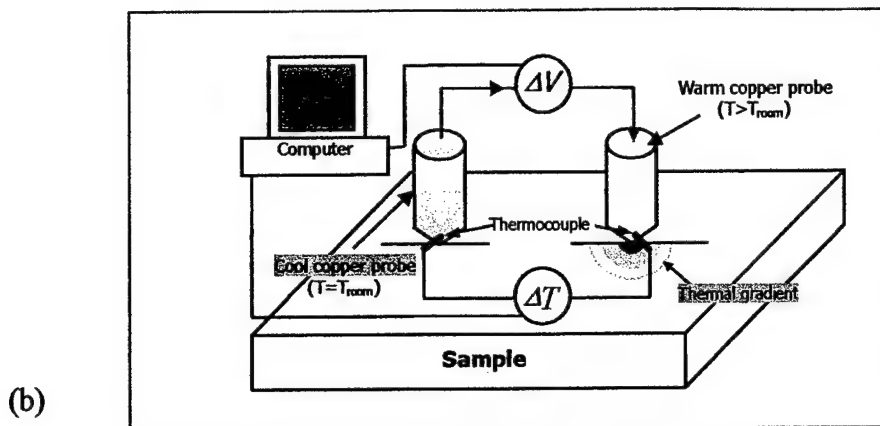 ΔV
Warm copper probe
(T>Troom)
Computer
Thermocouple
Cool copper probe
(T=Troom)
ΔT
Thermal gradient
Sample
(b)